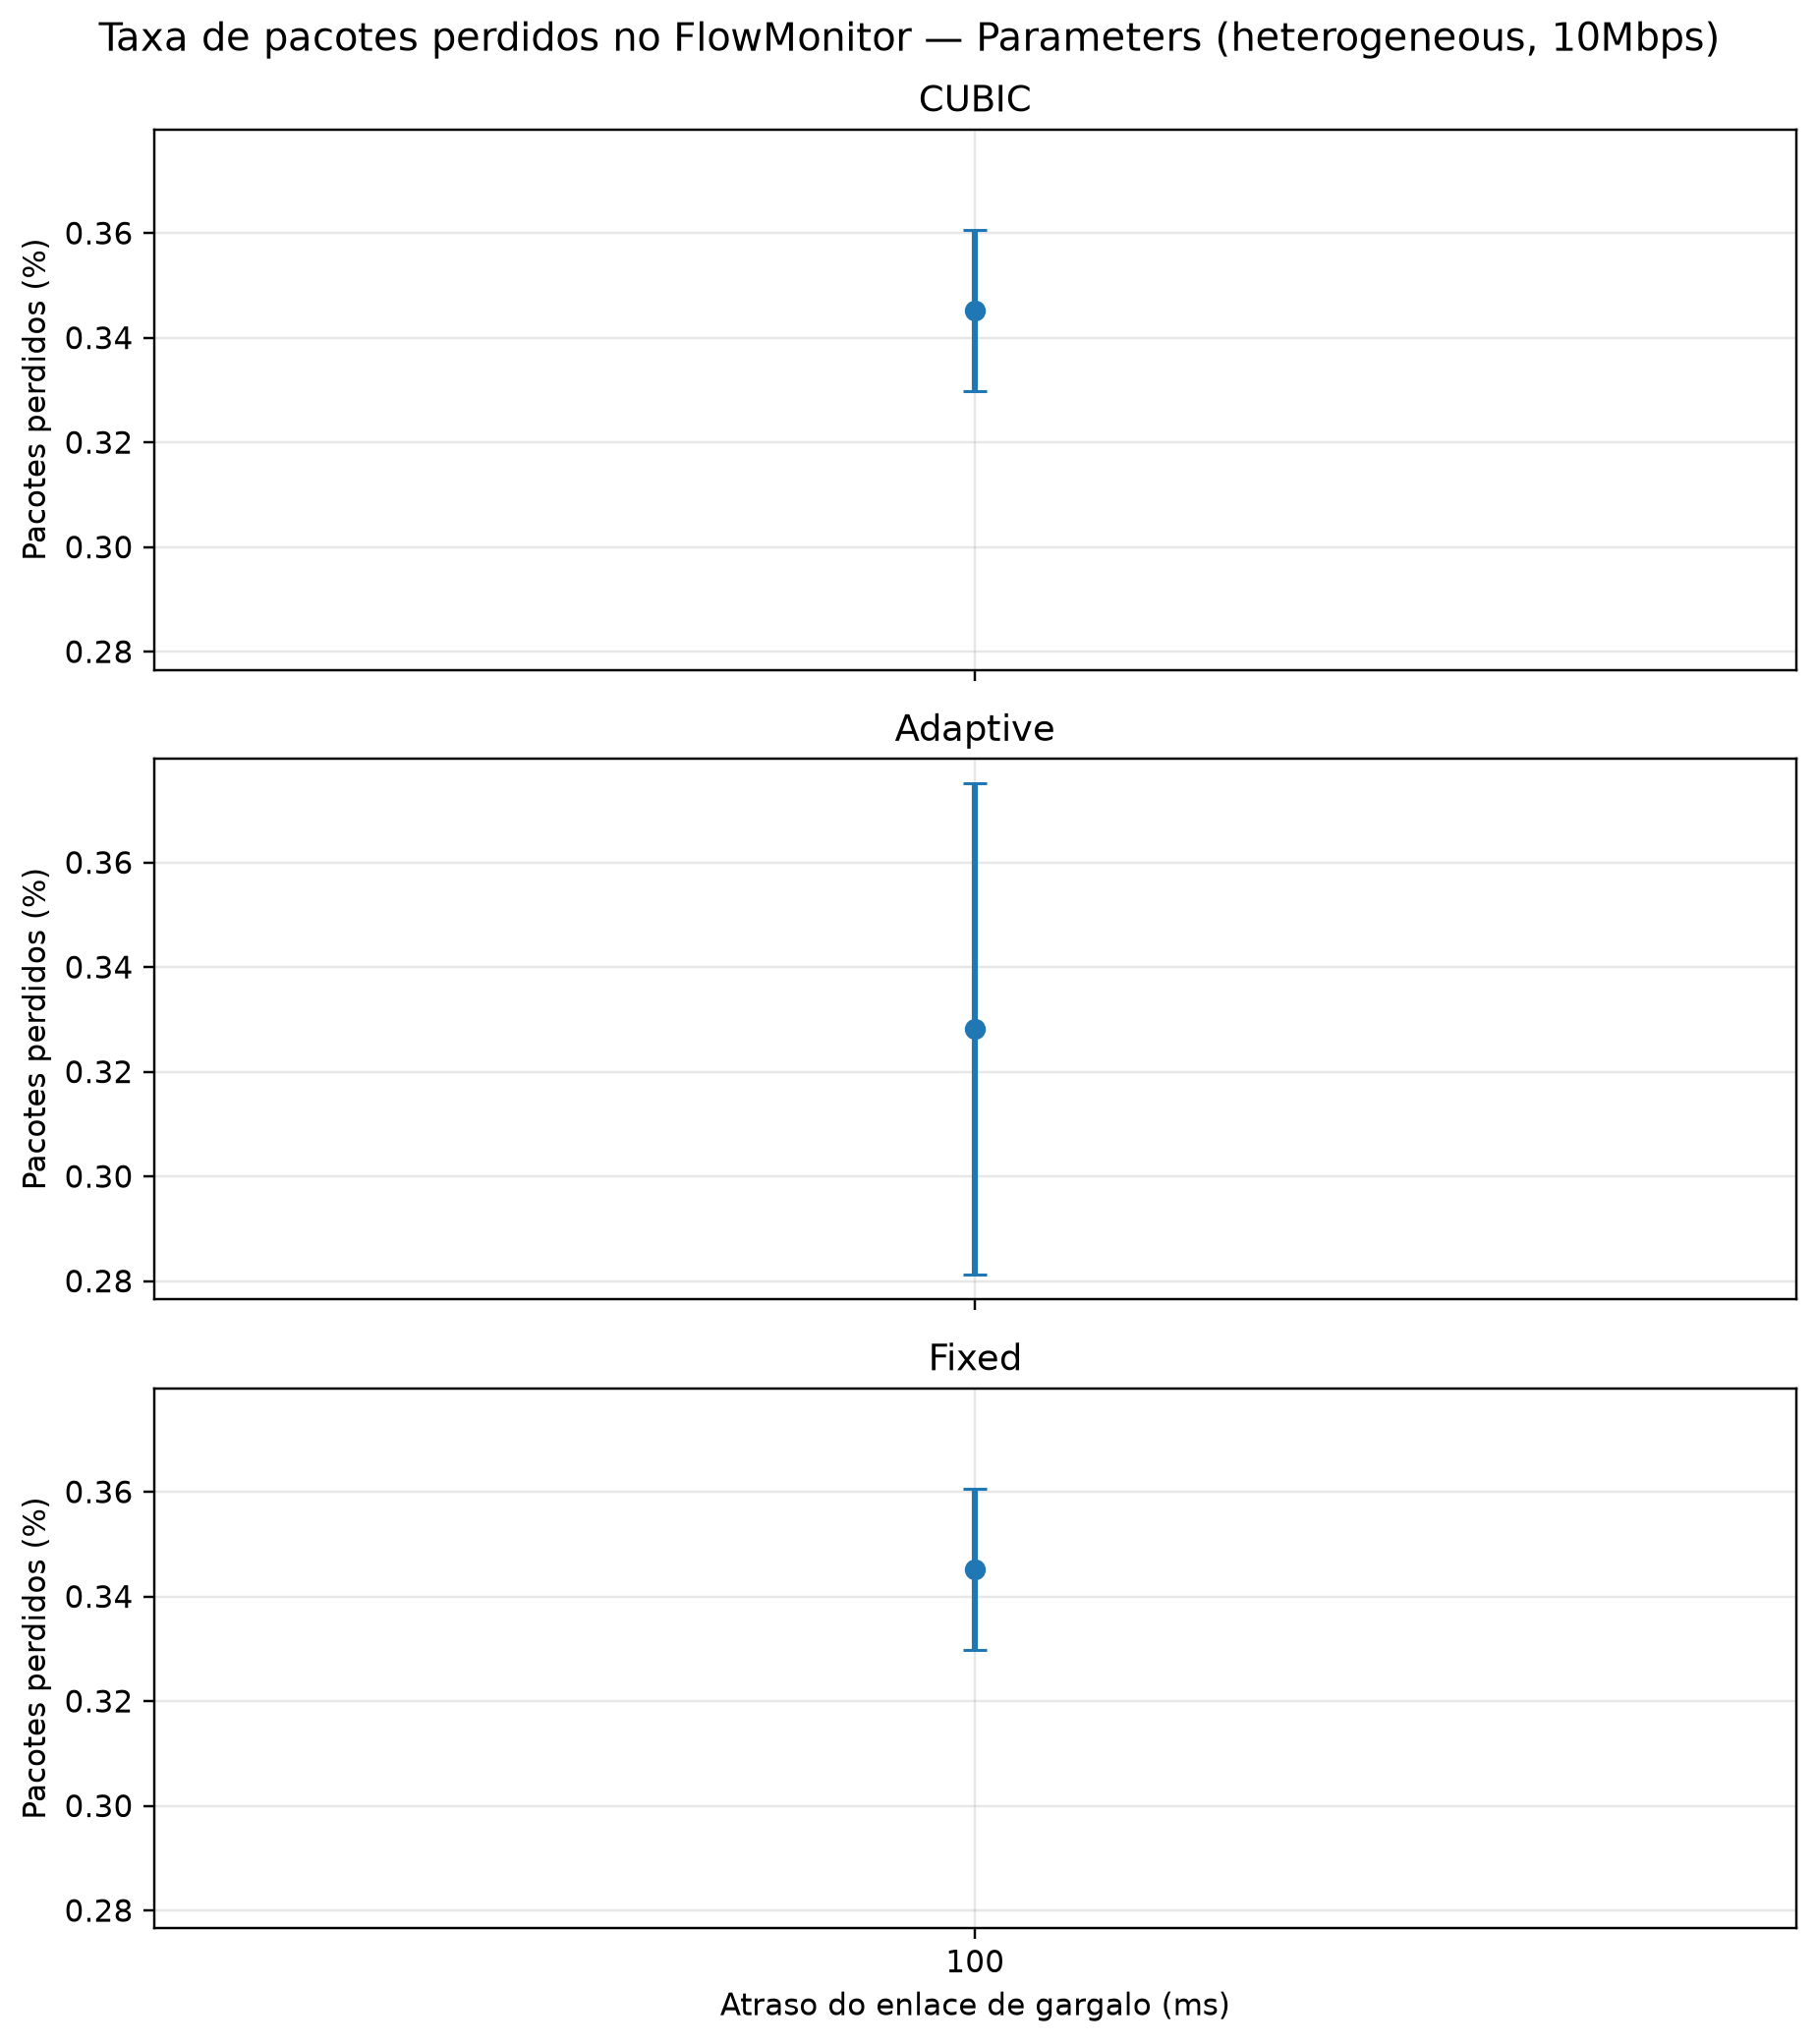 Taxa de pacotes perdidos no FlowMonitor — Parameters (heterogeneous, 10Mbps)
CUBIC
Pacotes perdidos (%)
0.36
0.34
0.32
0.30
0.28
Adaptive
Pacotes perdidos (%)
0.36
0.34
0.32
0.30
0.28
Fixed
Pacotes perdidos (%)
0.36
0.34
0.32
0.30
0.28
100
Atraso do enlace de gargalo (ms)